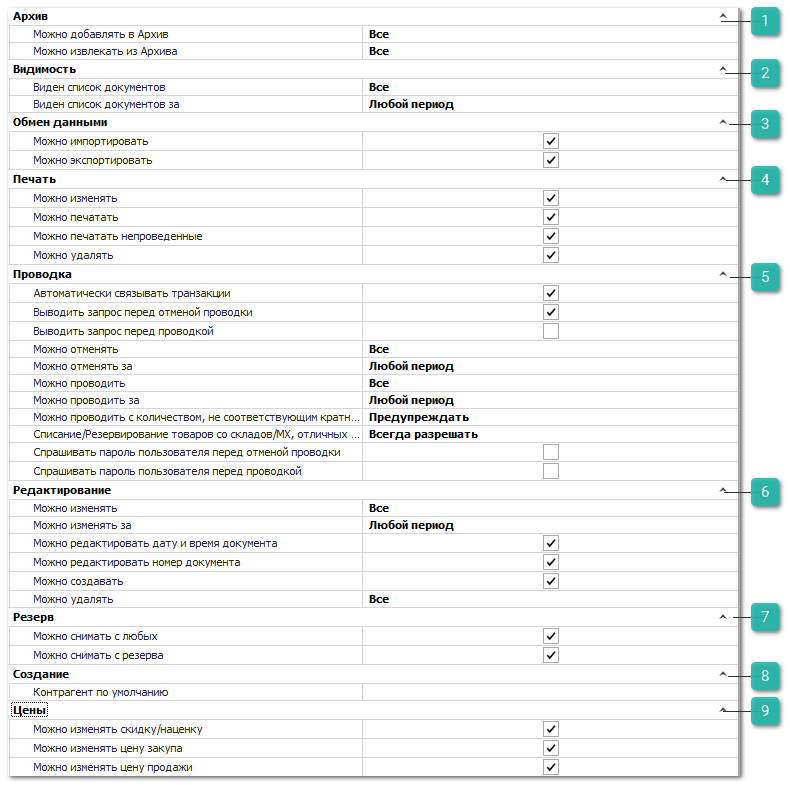 Архив 1
Можно добавлять в Архив Все
Можно извлекать из Архива Все
Видимость 2
Виден список документов Все
Виден список документов за Любой период
Обмен данными 3
Можно импортировать
Можно экспортировать
Печать 4
Можно изменять
Можно печатать
Можно печатать непроведенные
Можно удалять
Проводка 5
Автоматически связывать транзакции
Выводить запрос перед отменой проводки
Выводить запрос перед проводкой
Можно отменять Все
Можно отменять за Любой период
Можно проводить Все
Можно проводить за Любой период
Можно проводить с количеством, не соответствующим кратн... Предупреждать
Списание/Резервирование товаров со складов/МХ, отличных ... Всегда разрешать
Спрашивать пароль пользователя перед отменой проводки
Спрашивать пароль пользователя перед проводкой
Редактирование 6
Можно изменять Все
Можно изменять за Любой период
Можно редактировать дату и время документа
Можно редактировать номер документа
Можно создавать
Можно удалять Все
Резерв 7
Можно снимать с любых
Можно снимать с резерва
Создание 8
Контрагент по умолчанию
Цены 9
Можно изменять скидку/наценку
Можно изменять цену закупа
Можно изменять цену продажи